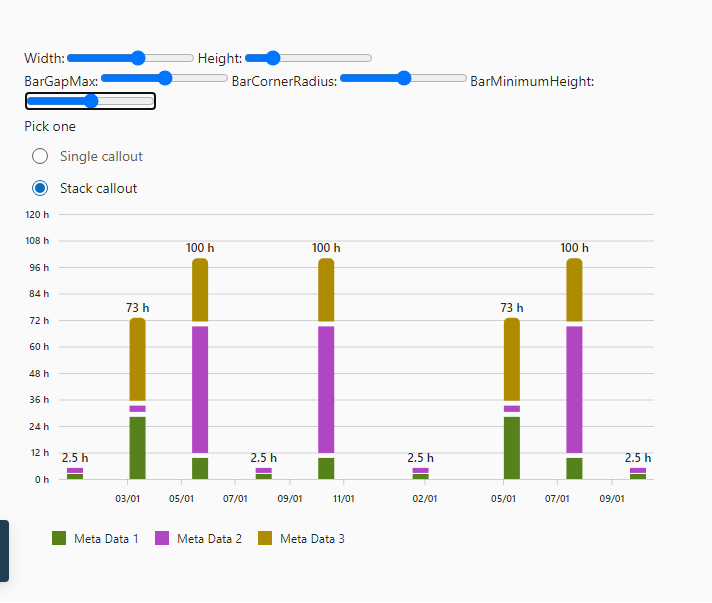 Width: Height:
BarGapMax: BarCornerRadius: BarMinimumHeight:
Pick one
Single callout
Stack callout
120 h
108 h
96 h
84 h
72 h
60 h
48 h
36 h
24 h
12 h
0 h
2.5 h
73 h
100 h
2.5 h
100 h
2.5 h
73 h
100 h
2.5 h
03/01 05/01 07/01 09/01 11/01 02/01 05/01 07/01 09/01
Meta Data 1 Meta Data 2 Meta Data 3